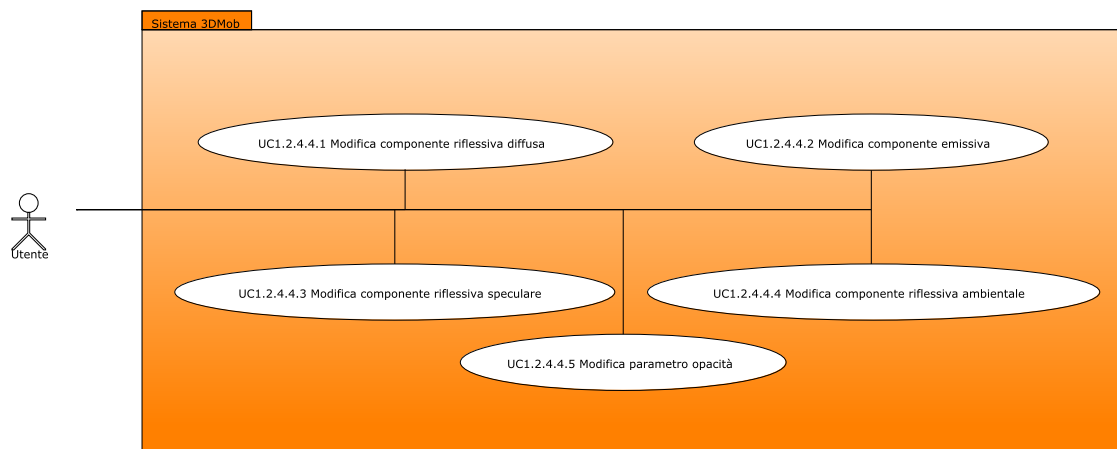 Sistema 3DMob
UC1.2.4.4.1 Modifica componente riflessiva diffusa
UC1.2.4.4.2 Modifica componente emissiva
Utente
UC1.2.4.4.3 Modifica componente riflessiva speculare
UC1.2.4.4.4 Modifica componente riflessiva ambientale
UC1.2.4.4.5 Modifica parametro opacità